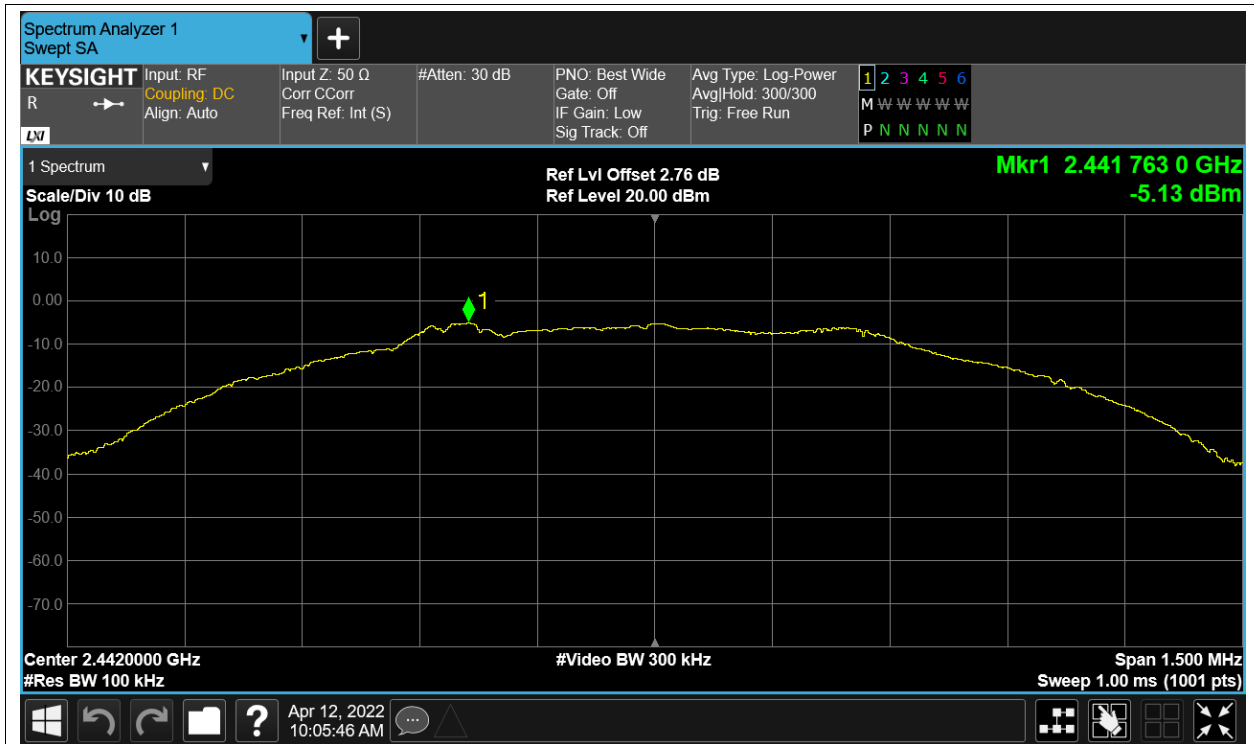 Spectrum Analyzer 1
Swept SA
KEYSIGHT
R
LXI
Input: RF
Coupling: DC
Align: Auto
Input Z: 50 Ω
Corr CCorr
Freq Ref: Int (S)
#Atten: 30 dB
PNO: Best Wide
Gate: Off
IF Gain: Low
Sig Track: Off
Avg Type: Log-Power
Avg|Hold: 300/300
Trig: Free Run
1 2 3 4 5 6
M W W W W W
P N N N N N
1 Spectrum
Scale/Div 10 dB
Ref Lvl Offset 2.76 dB
Ref Level 20.00 dBm
Mkr1 2.441 763 0 GHz
-5.13 dBm
Log
10.0
0.00
-10.0
-20.0
-30.0
-40.0
-50.0
-60.0
-70.0
1
Center 2.4420000 GHz
#Video BW 300 kHz
Span 1.500 MHz
#Res BW 100 kHz
Sweep 1.00 ms (1001 pts)
?
Apr 12, 2022
10:05:46 AM